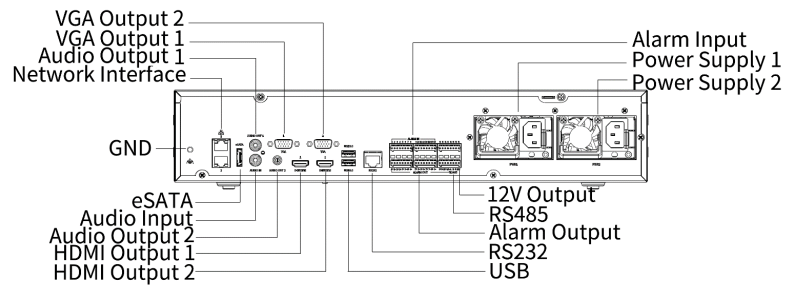 VGA Output 2
VGA Output 1
Audio Output 1
Network Interface
Alarm Input
Power Supply 1
Power Supply 2
GND
eSATA
Audio Input
Audio Output 2
HDMI Output 1
HDMI Output 2
12V Output
RS485
Alarm Output
RS232
USB